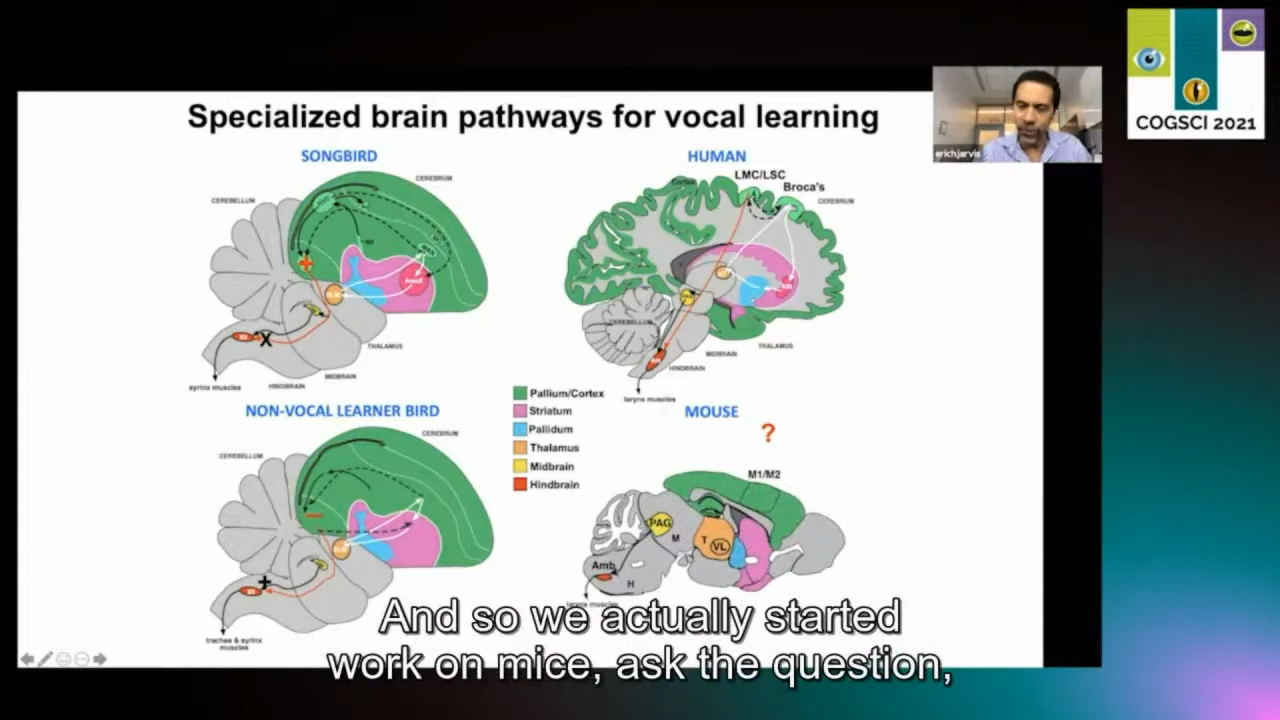 Specialized brain pathways for vocal learning
SONGBIRD
CEREBRUM
CEREBELLUM
THALAMUS
MIDBRAIN
HINDBRAIN
syrinx muscles
HUMAN
LMC/LSC
Broca's
Cortex
CEREBRUM
CEREBELLUM
MIDBRAIN
THALAMUS
HINDBRAIN
larynx muscles
Pallium/Cortex
Striatum
Pallidum
Thalamus
Midbrain
Hindbrain
NON-VOCAL LEARNER BIRD
CEREBRUM
CEREBELLUM
trachea & syrinx
muscles
MOUSE
?
M1/M2
PAG
M
T
VL
Amb
H
larynx muscles
And so we actually started
work on mice, ask the question,
erichjarvis
COGSCI 2021